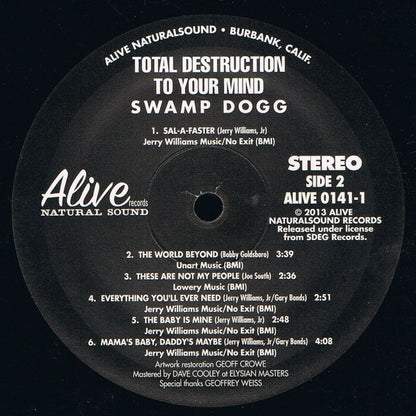 ALIVE NATURALSOUND • BURBANK, CALIF.
TOTAL DESTRUCTION
TO YOUR MIND
SWAMP DOGG
1. SAL-A-FASTER (Jerry Williams, Jr)
Jerry Williams Music/No Exit (BMI)
Alive records
NATURAL SOUND
STEREO
SIDE 2
ALIVE 0141-1
© 2013 ALIVE
NATURALSOUND RECORDS
Released under license
from SDEG Records.
2. THE WORLD BEYOND (Bobby Goldsboro) 3:39
Unart Music (BMI)
3. THESE ARE NOT MY PEOPLE (Joe South) 2:36
Lowery Music (BMI)
4. EVERYTHING YOU'LL EVER NEED (Jerry Williams, Jr/Gary Bonds) 2:51
Jerry Williams Music/No Exit (BMI)
5. THE BABY IS MINE (Jerry Williams, Jr) 2:48
Jerry Williams Music/No Exit (BMI)
6. MAMA'S BABY, DADDY'S MAYBE (Jerry Williams, Jr/Gary Bonds) 4:08
Jerry Williams Music/No Exit (BMI)
Artwork restoration GEOFF CROWE
Mastered by DAVE COOLEY at ELYSIAN MASTERS
Special thanks GEOFFREY WEISS